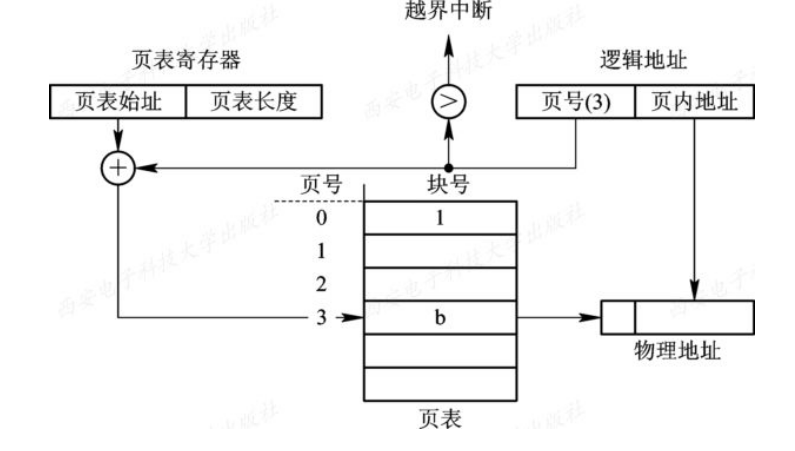 越界中断
页表寄存器
逻辑地址
页表始址 页表长度
>
页号(3) 页内地址
+
页号 块号
0 1
1
2
3 b
物理地址
页表
西安电子科技大学出版社